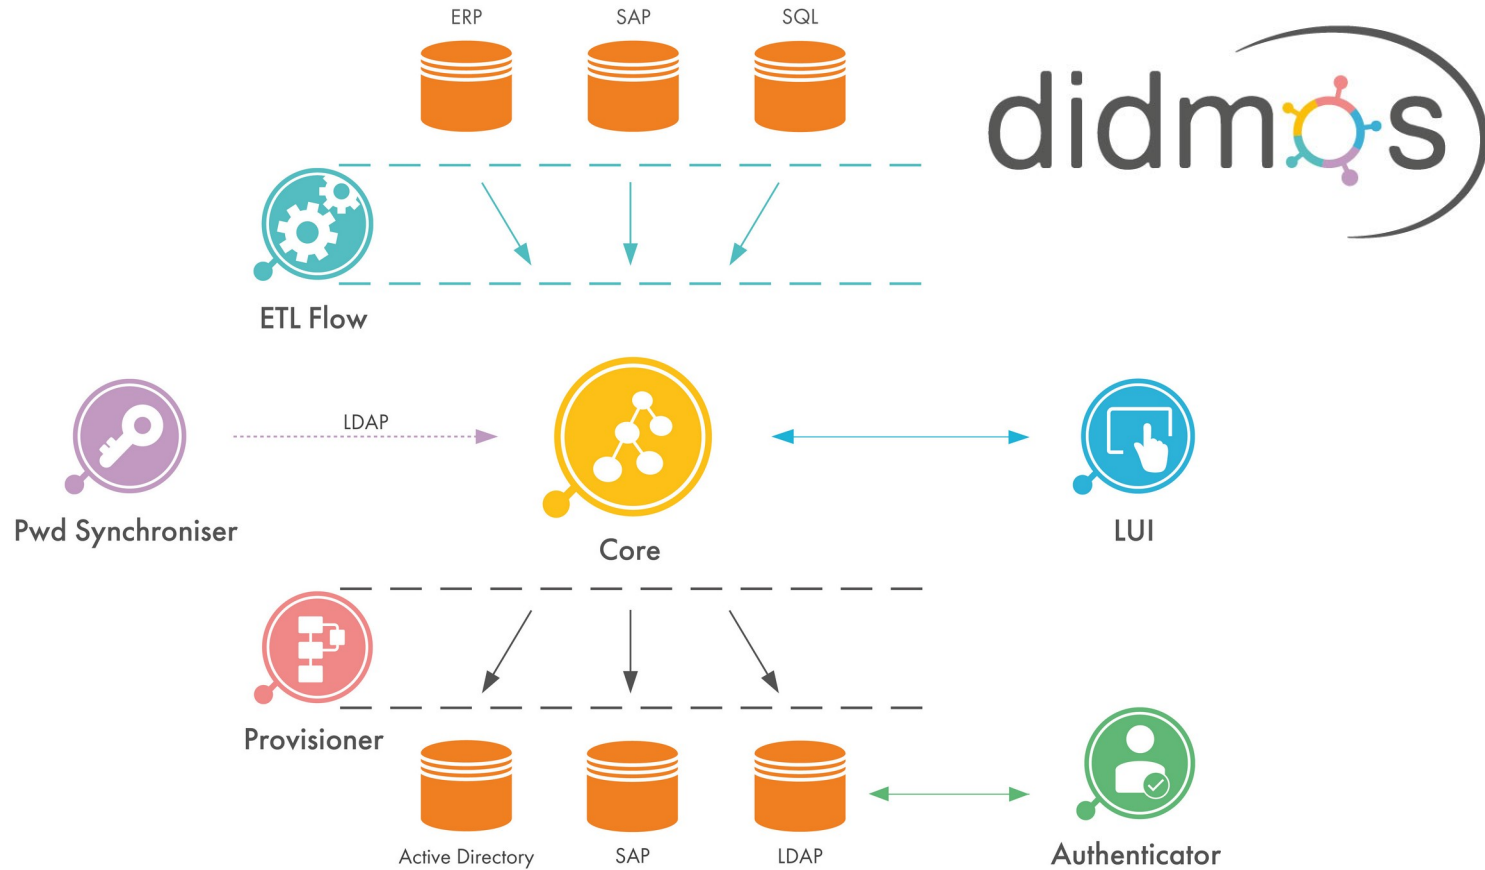 ERP
SAP
SQL
didmos
ETL Flow
LDAP
Pwd Synchroniser
Core
LUI
Provisioner
Active Directory
SAP
LDAP
Authenticator